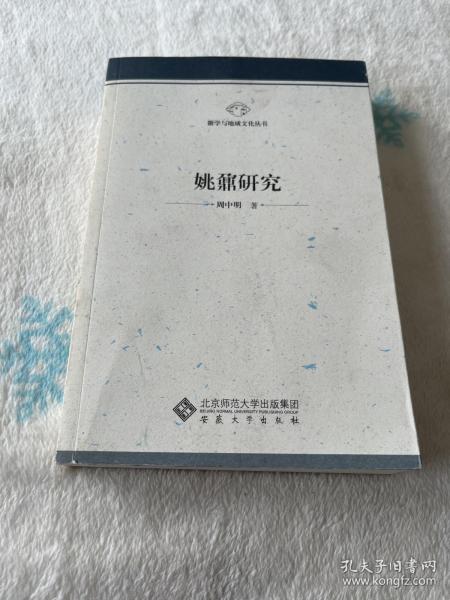 徽学与地域文化丛书
姚鼐研究
周中明 著
北京师范大学出版集团
BEIJING NORMAL UNIVERSITY PUBLISHING GROUP
安徽大学出版社
孔夫子旧书网
www.kongfz.com